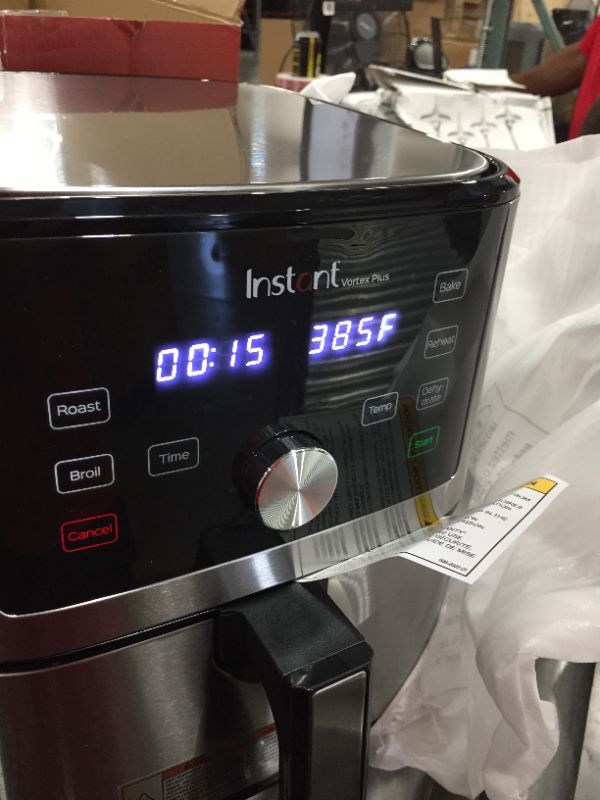 Instant Vortex Plus
Bake
00:15 385F
Reheat
Roast
Temp
Dehy-
drate
Broil
Time
Start
Cancel